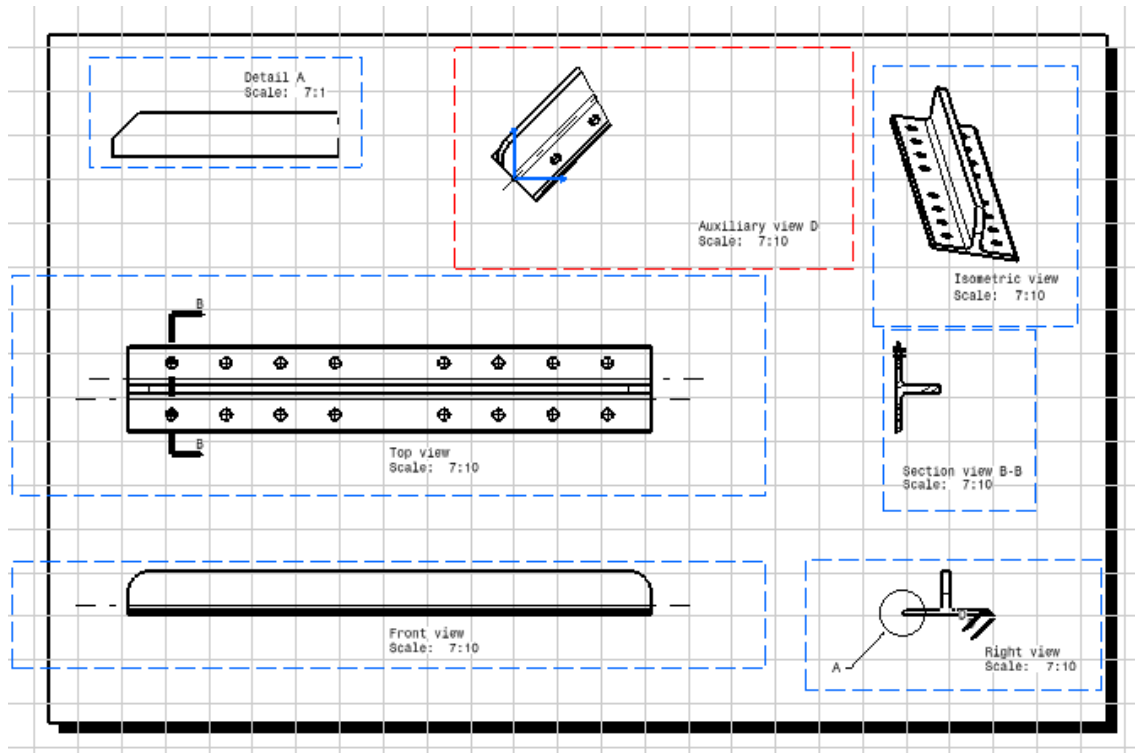 Detail A
Scale: 7:1
Auxiliary view D
Scale: 7:10
Isometric view
Scale: 7:10
B
B
Top view
Scale: 7:10
Section view B-B
Scale: 7:10
Front view
Scale: 7:10
A
Right view
Scale: 7:10